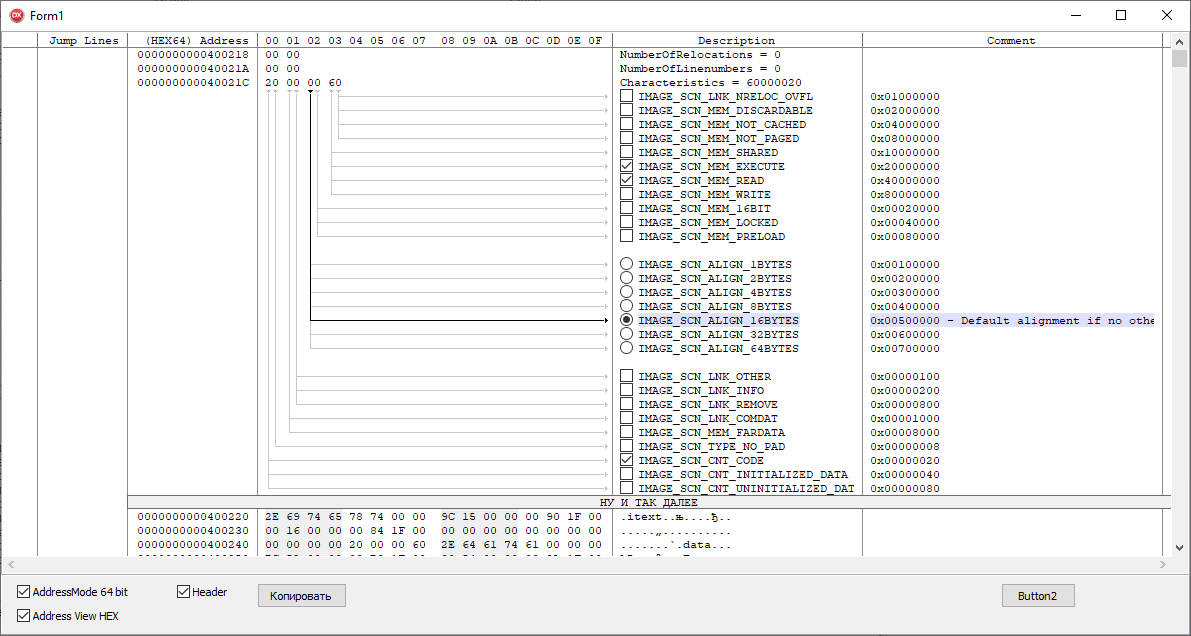 Form1
Jump Lines (HEX64) Address 00 01 02 03 04 05 06 07 08 09 0A 0B 0C 0D 0E 0F Description Comment
0000000000400218 00 00 NumberOfRelocations = 0
000000000040021A 00 00 NumberOfLinenumbers = 0
000000000040021C 20 00 00 60 Characteristics = 60000020
IMAGE_SCN_LNK_NRELOC_OVFL 0x01000000
IMAGE_SCN_MEM_DISCARDABLE 0x02000000
IMAGE_SCN_MEM_NOT_CACHED 0x04000000
IMAGE_SCN_MEM_NOT_PAGED 0x08000000
IMAGE_SCN_MEM_SHARED 0x10000000
IMAGE_SCN_MEM_EXECUTE 0x20000000
IMAGE_SCN_MEM_READ 0x40000000
IMAGE_SCN_MEM_WRITE 0x80000000
IMAGE_SCN_MEM_16BIT 0x00020000
IMAGE_SCN_MEM_LOCKED 0x00040000
IMAGE_SCN_MEM_PRELOAD 0x00080000
IMAGE_SCN_ALIGN_1BYTES 0x00100000
IMAGE_SCN_ALIGN_2BYTES 0x00200000
IMAGE_SCN_ALIGN_4BYTES 0x00300000
IMAGE_SCN_ALIGN_8BYTES 0x00400000
IMAGE_SCN_ALIGN_16BYTES 0x00500000 - Default alignment if no othe
IMAGE_SCN_ALIGN_32BYTES 0x00600000
IMAGE_SCN_ALIGN_64BYTES 0x00700000
IMAGE_SCN_LNK_OTHER 0x00000100
IMAGE_SCN_LNK_INFO 0x00000200
IMAGE_SCN_LNK_REMOVE 0x00000800
IMAGE_SCN_LNK_COMDAT 0x00001000
IMAGE_SCN_MEM_FARDATA 0x00008000
IMAGE_SCN_TYPE_NO_PAD 0x00000008
IMAGE_SCN_CNT_CODE 0x00000020
IMAGE_SCN_CNT_INITIALIZED_DATA 0x00000040
IMAGE_SCN_CNT_UNINITIALIZED_DAT 0x00000080
НУ И ТАК ДАЛЕЕ
0000000000400220 2E 69 74 65 78 74 00 00 9C 15 00 00 00 90 1F 00 .itext..њ....ђ..
0000000000400230 00 16 00 00 00 84 1F 00 00 00 00 00 00 00 00 00 .....„..........
0000000000400240 00 00 00 00 20 00 00 60 2E 64 61 74 61 00 00 00 .... ..`.data...
AddressMode 64 bit Header Копировать Button2
Address View HEX